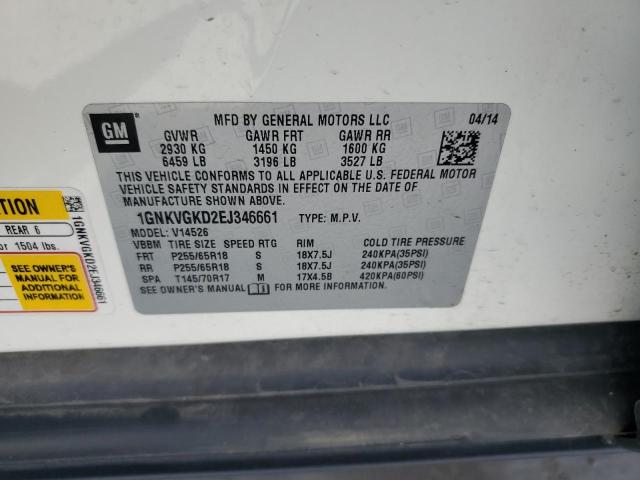 GM
MFD BY GENERAL MOTORS LLC 04/14
GVWR GAWR FRT GAWR RR
2930 KG 1450 KG 1600 KG
6459 LB 3196 LB 3527 LB
THIS VEHICLE CONFORMS TO ALL APPLICABLE U.S. FEDERAL MOTOR
VEHICLE SAFETY STANDARDS IN EFFECT ON THE DATE OF
MANUFACTURE SHOWN ABOVE.
1GNKVGKD2EJ346661 TYPE: M.P.V.
MODEL: V14526
VBBM TIRE SIZE SPEED RTG RIM COLD TIRE PRESSURE
FRT P255/65R18 S 18X7.5J 240KPA(35PSI)
RR P255/65R18 S 18X7.5J 240KPA(35PSI)
SPA T145/70R17 M 17X4.5B 420KPA(60PSI)
SEE OWNER'S MANUAL FOR MORE INFORMATION
TION
REAR 6
or 1504 lbs.
SEE OWNER'S
MANUAL FOR
ADDITIONAL
INFORMATION
1GNKVGKD2EJ346661